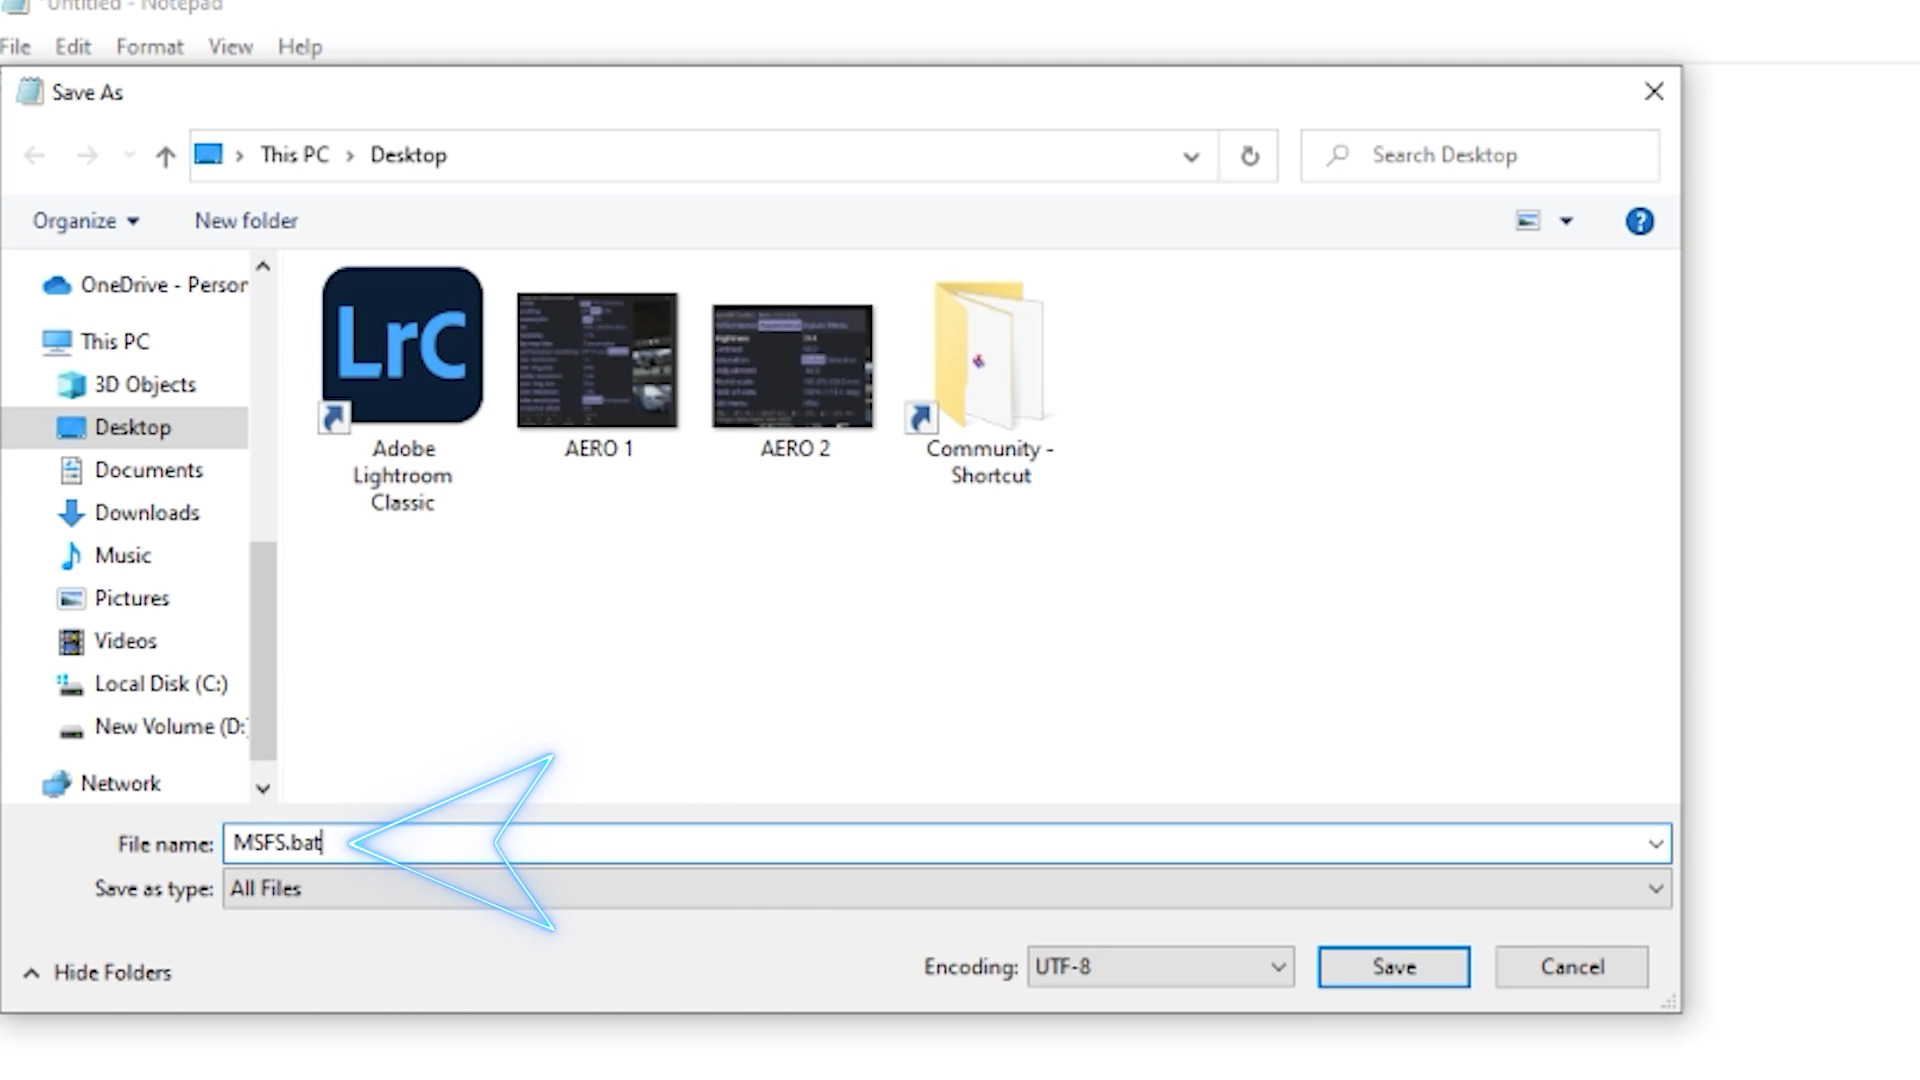 *Untitled - Notepad
File Edit Format View Help
Save As
This PC Desktop
Search Desktop
Organize New folder
OneDrive - Person
This PC
3D Objects
Desktop
Documents
Downloads
Music
Pictures
Videos
Local Disk (C:)
New Volume (D:)
Network
LrC
Adobe
Lightroom
Classic
AERO 1
AERO 2
Community -
Shortcut
File name: MSFS.bat
Save as type: All Files
Hide Folders
Encoding: UTF-8
Save
Cancel